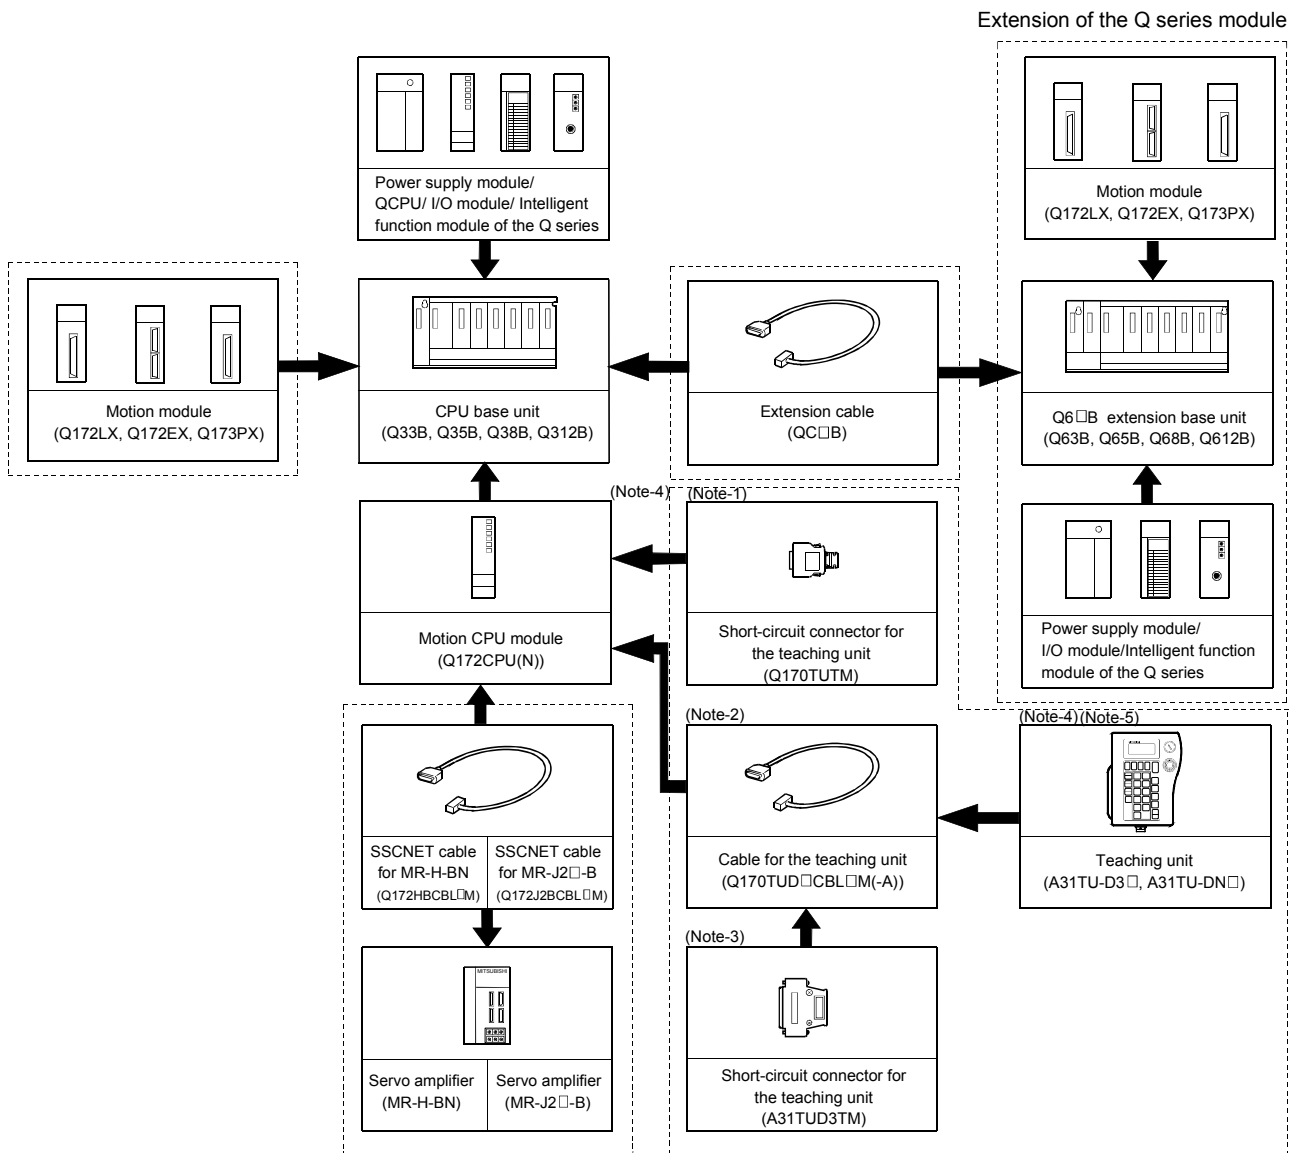 Extension of the Q series module
Power supply module/
QCPU/ I/O module/ Intelligent
function module of the Q series
Motion module
(Q172LX, Q172EX, Q173PX)
Motion module
(Q172LX, Q172EX, Q173PX)
CPU base unit
(Q33B, Q35B, Q38B, Q312B)
Extension cable
(QC□B)
Q6□B extension base unit
(Q63B, Q65B, Q68B, Q612B)
(Note-4)
(Note-1)
Motion CPU module
(Q172CPU(N))
Short-circuit connector for
the teaching unit
(Q170TUTM)
Power supply module/
I/O module/Intelligent function
module of the Q series
(Note-2)
(Note-4)(Note-5)
SSCNET cable
for MR-H-BN
(Q172HBCBL□M)
SSCNET cable
for MR-J2□-B
(Q172J2BCBL□M)
Cable for the teaching unit
(Q170TUD□CBL□M(-A))
Teaching unit
(A31TU-D3□, A31TU-DN□)
(Note-3)
MITSUBISHI
Servo amplifier
(MR-H-BN)
Servo amplifier
(MR-J2□-B)
Short-circuit connector for
the teaching unit
(A31TUD3TM)